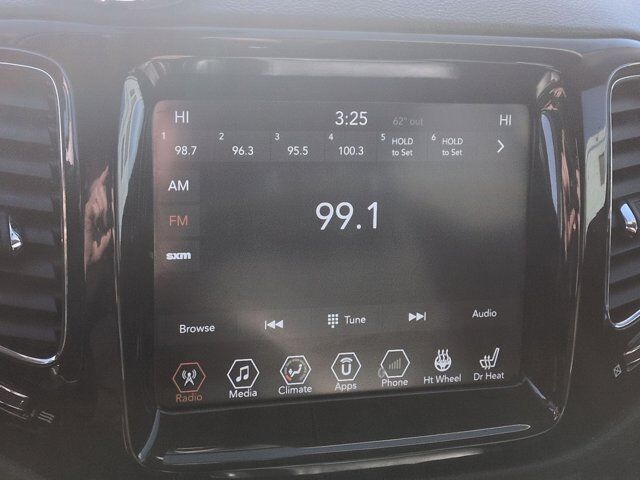 HI 3:25 62° out HI
1 98.7 2 96.3 3 95.5 4 100.3 5 HOLD to Set 6 HOLD to Set
AM
FM
99.1
sxm
Browse Tune Audio
Radio Media Climate Apps Phone Ht Wheel Dr Heat